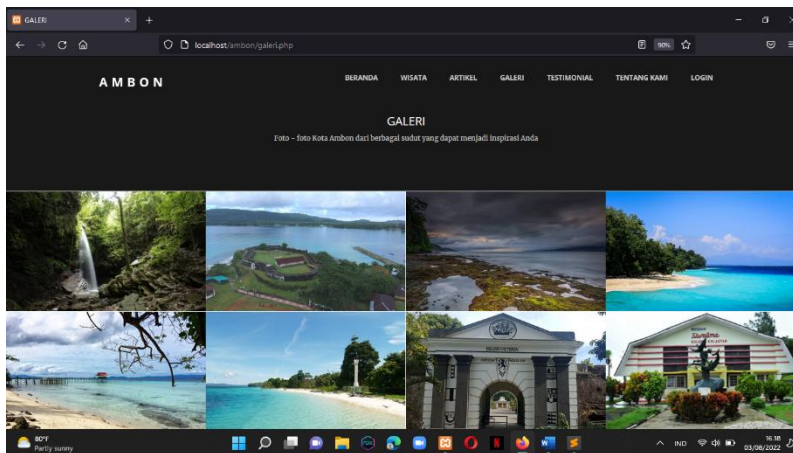 GALERI
localhost/ambon/galeri.php
90%
AMBON
BERANDA WISATA ARTIKEL GALERI TESTIMONIAL TENTANG KAMI LOGIN
GALERI
Foto - foto Kota Ambon dari berbagai sudut yang dapat menjadi inspirasi Anda
Siwalima
80°F
Partly sunny
IND
16.18
03/08/2022